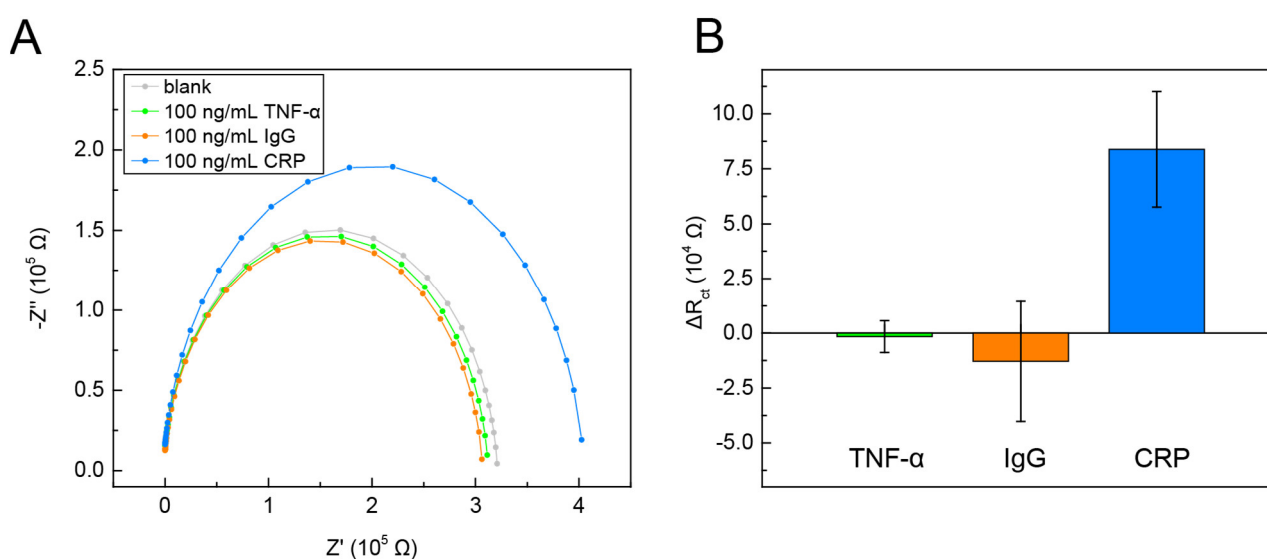 A
2.5
2.0
1.5
1.0
0.5
0.0
-Z'' (10⁵ Ω)
blank
100 ng/mL TNF-α
100 ng/mL IgG
100 ng/mL CRP
0 1 2 3 4
Z' (10⁵ Ω)
B
10.0
7.5
5.0
2.5
0.0
-2.5
-5.0
ΔR_ct (10⁴ Ω)
TNF-α IgG CRP